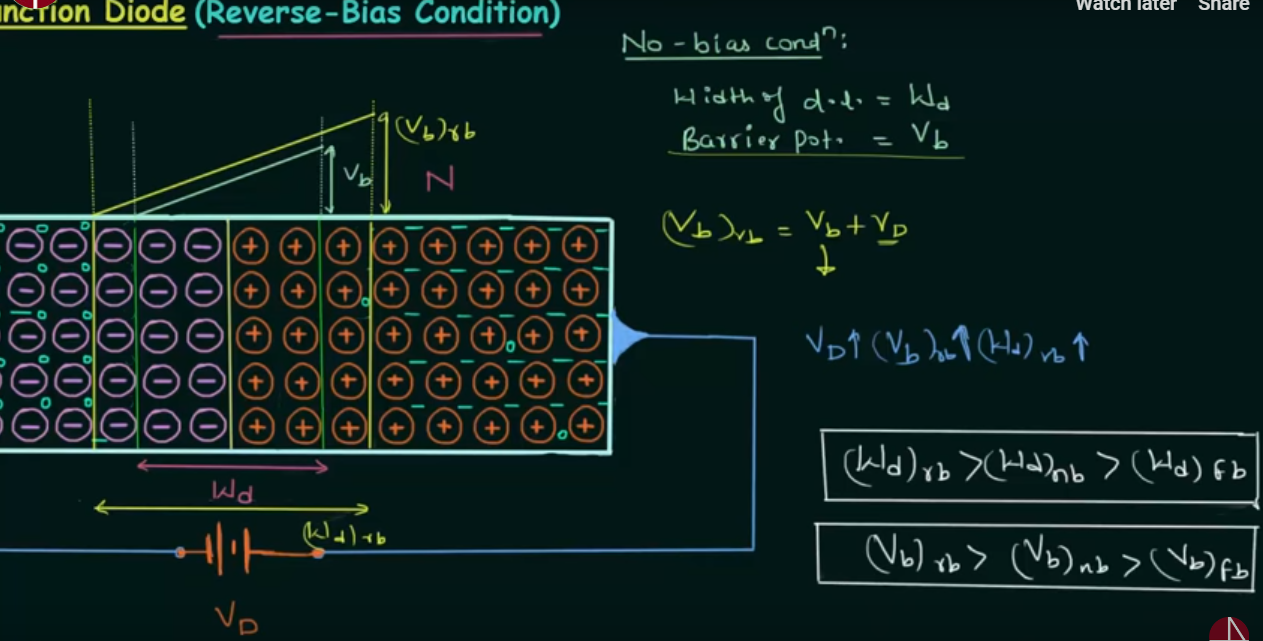 nction Diode (Reverse-Bias Condition)
Watch later Share
No-bias condⁿ:
Width of d.l. = Wd
Barrier pot. = Vb
(Vb)rb
Vb
N
(Vb)rb = Vb + VD
VD↑ (Vb)rb↑ (Wd)rb↑
Wd
(Wd)rb
VD
(Wd)rb > (Wd)nb > (Wd)fb
(Vb)rb > (Vb)nb > (Vb)fb